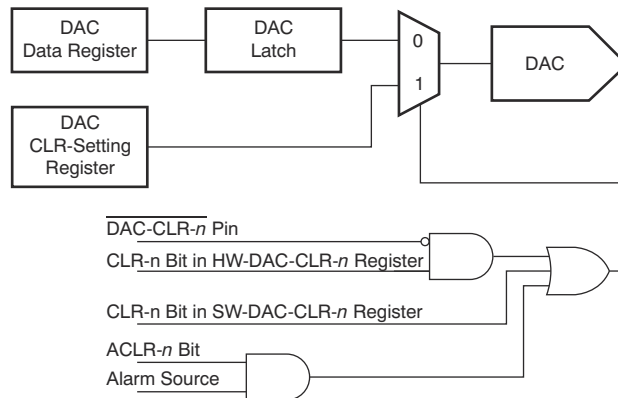 DAC
Data Register
DAC
Latch
0
1
DAC
DAC
CLR-Setting
Register
DAC-CLR-n Pin
CLR-n Bit in HW-DAC-CLR-n Register
CLR-n Bit in SW-DAC-CLR-n Register
ACLR-n Bit
Alarm Source